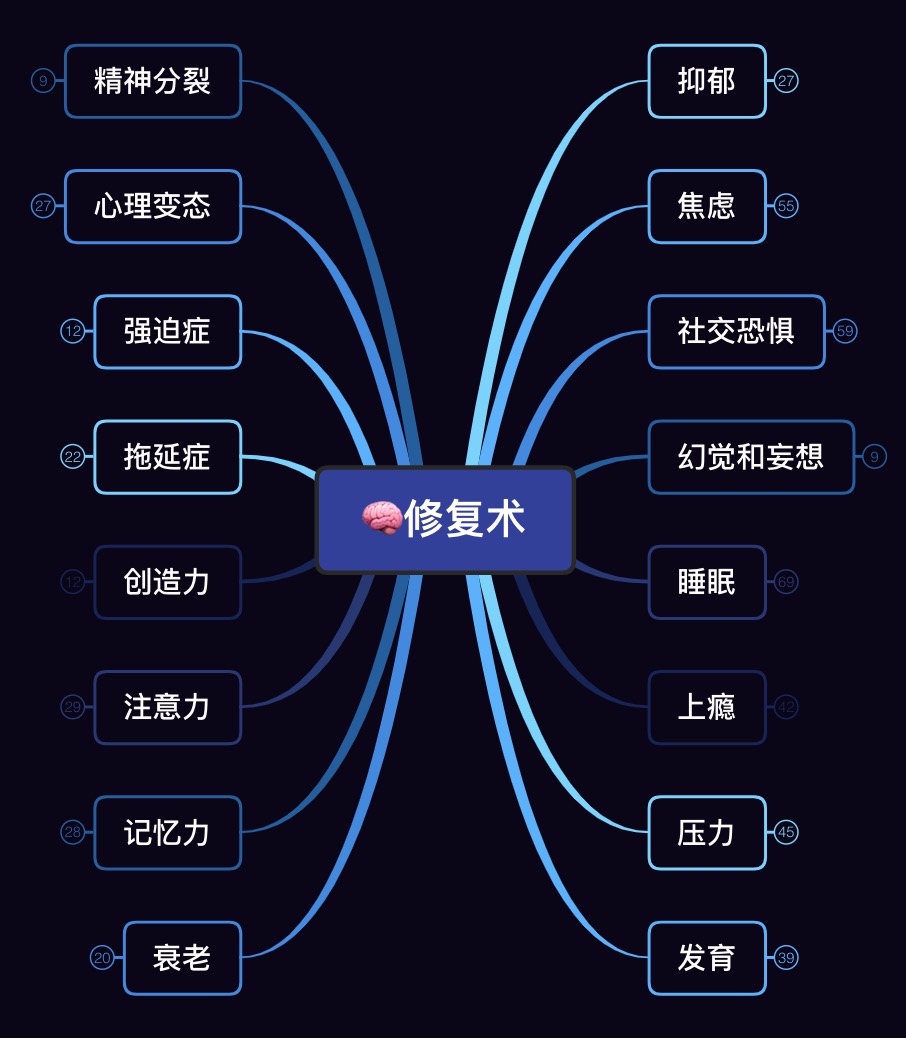 精神分裂
9
心理变态
27
强迫症
12
拖延症
22
创造力
12
注意力
29
记忆力
28
衰老
20
🧠修复术
抑郁
27
焦虑
55
社交恐惧
59
幻觉和妄想
9
睡眠
69
上瘾
42
压力
45
发育
39